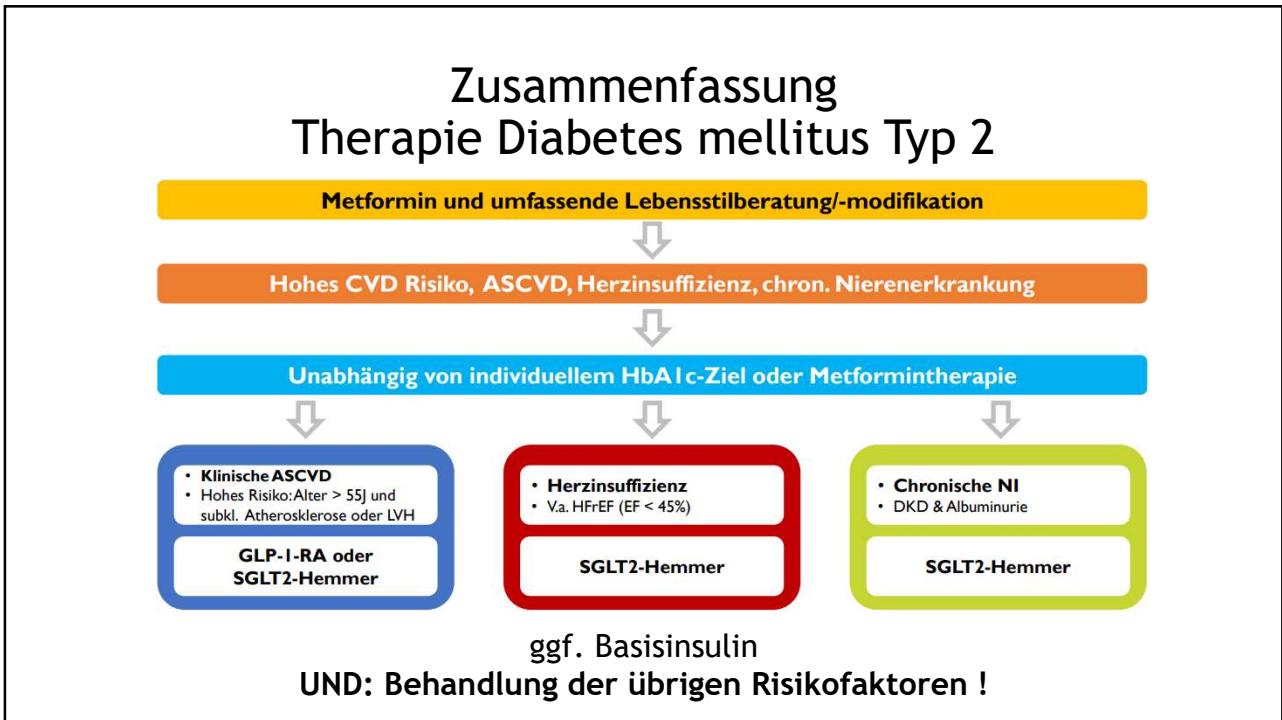 Zusammenfassung
Therapie Diabetes mellitus Typ 2
Metformin und umfassende Lebensstilberatung/-modifikation
Hohes CVD Risiko, ASCVD, Herzinsuffizienz, chron. Nierenerkrankung
Unabhängig von individuellem HbA1c-Ziel oder Metformintherapie
• Klinische ASCVD
• Hohes Risiko: Alter > 55J und
subkl. Atherosklerose oder LVH
GLP-1-RA oder
SGLT2-Hemmer
• Herzinsuffizienz
• V.a. HFrEF (EF < 45%)
SGLT2-Hemmer
• Chronische NI
• DKD & Albuminurie
SGLT2-Hemmer
ggf. Basisinsulin
UND: Behandlung der übrigen Risikofaktoren !